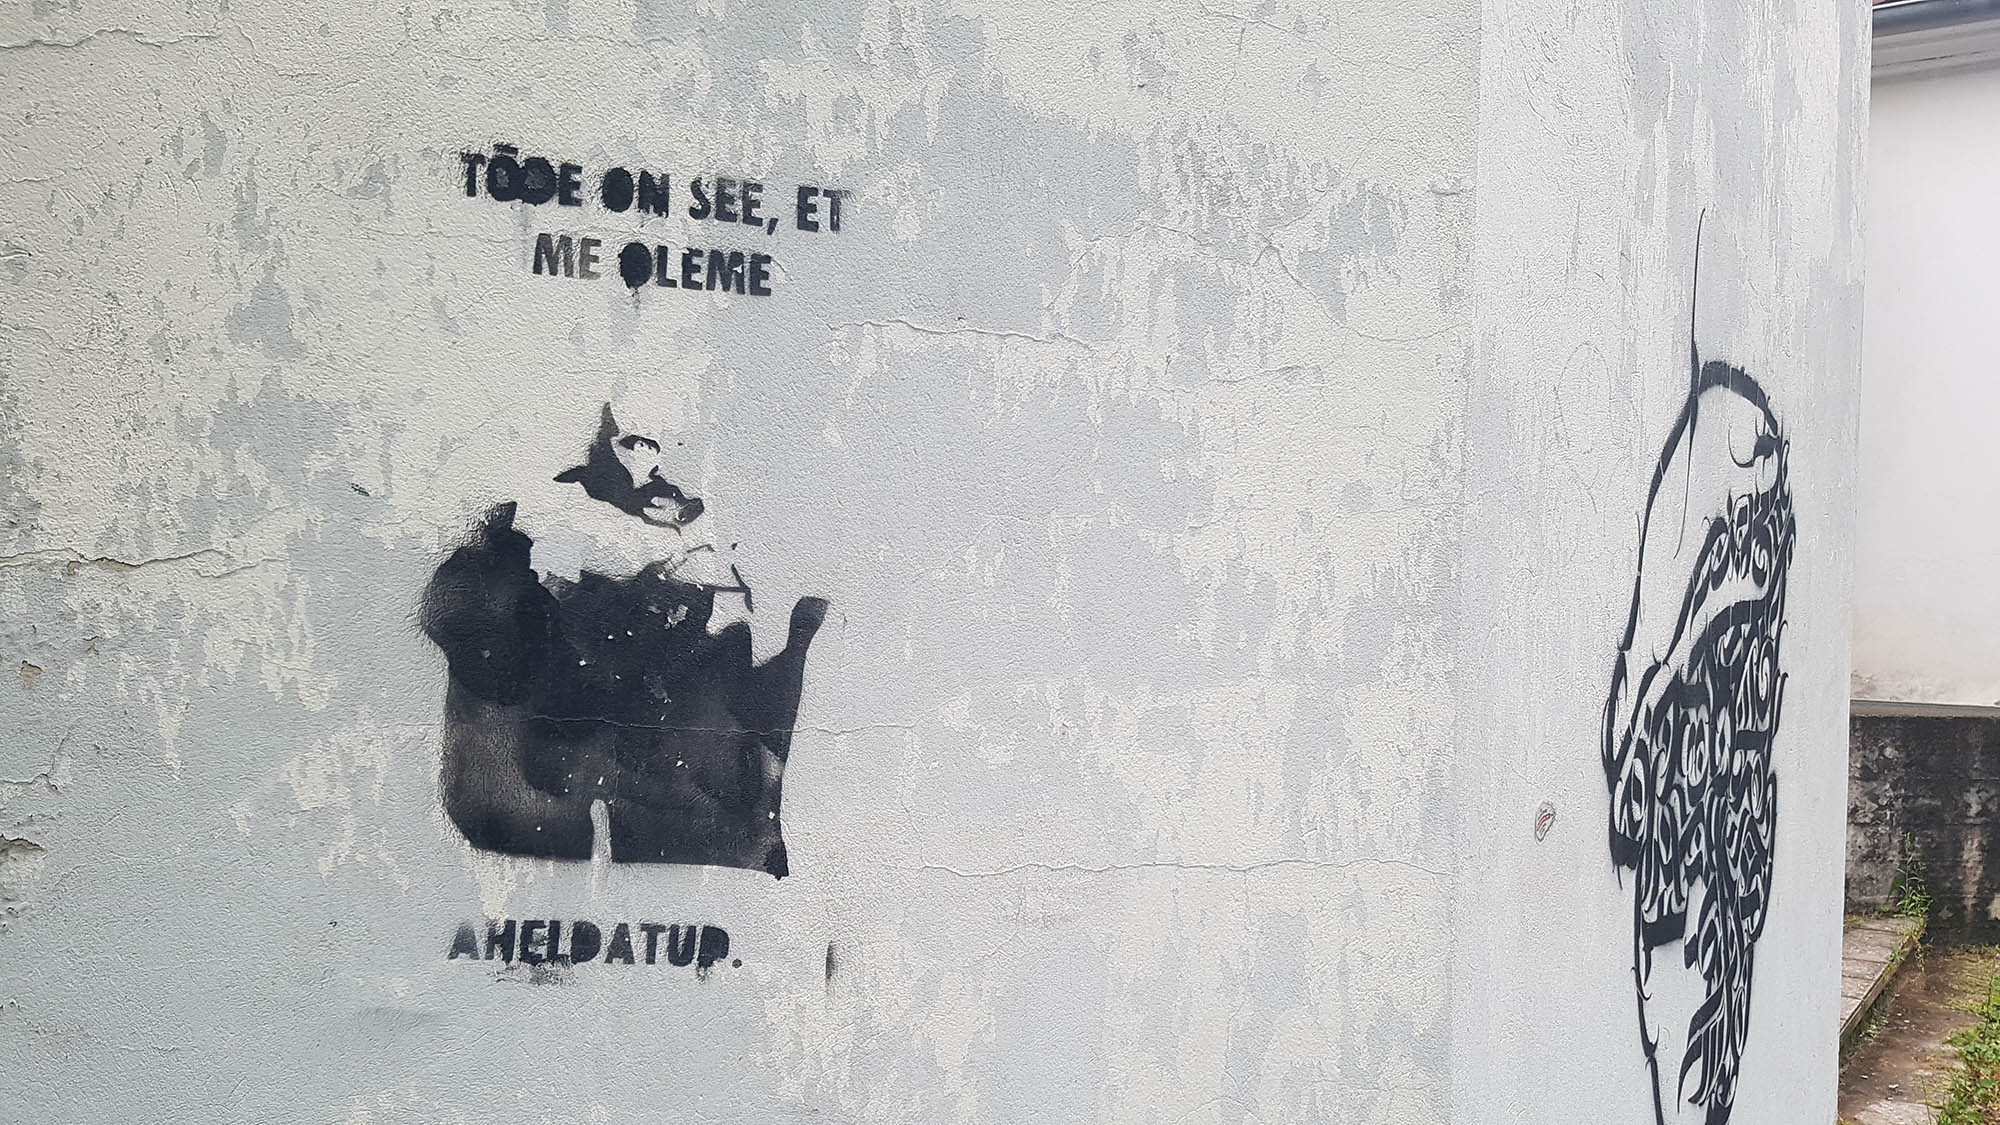 TÕDE ON SEE, ET
ME OLEME
AHELDATUD.